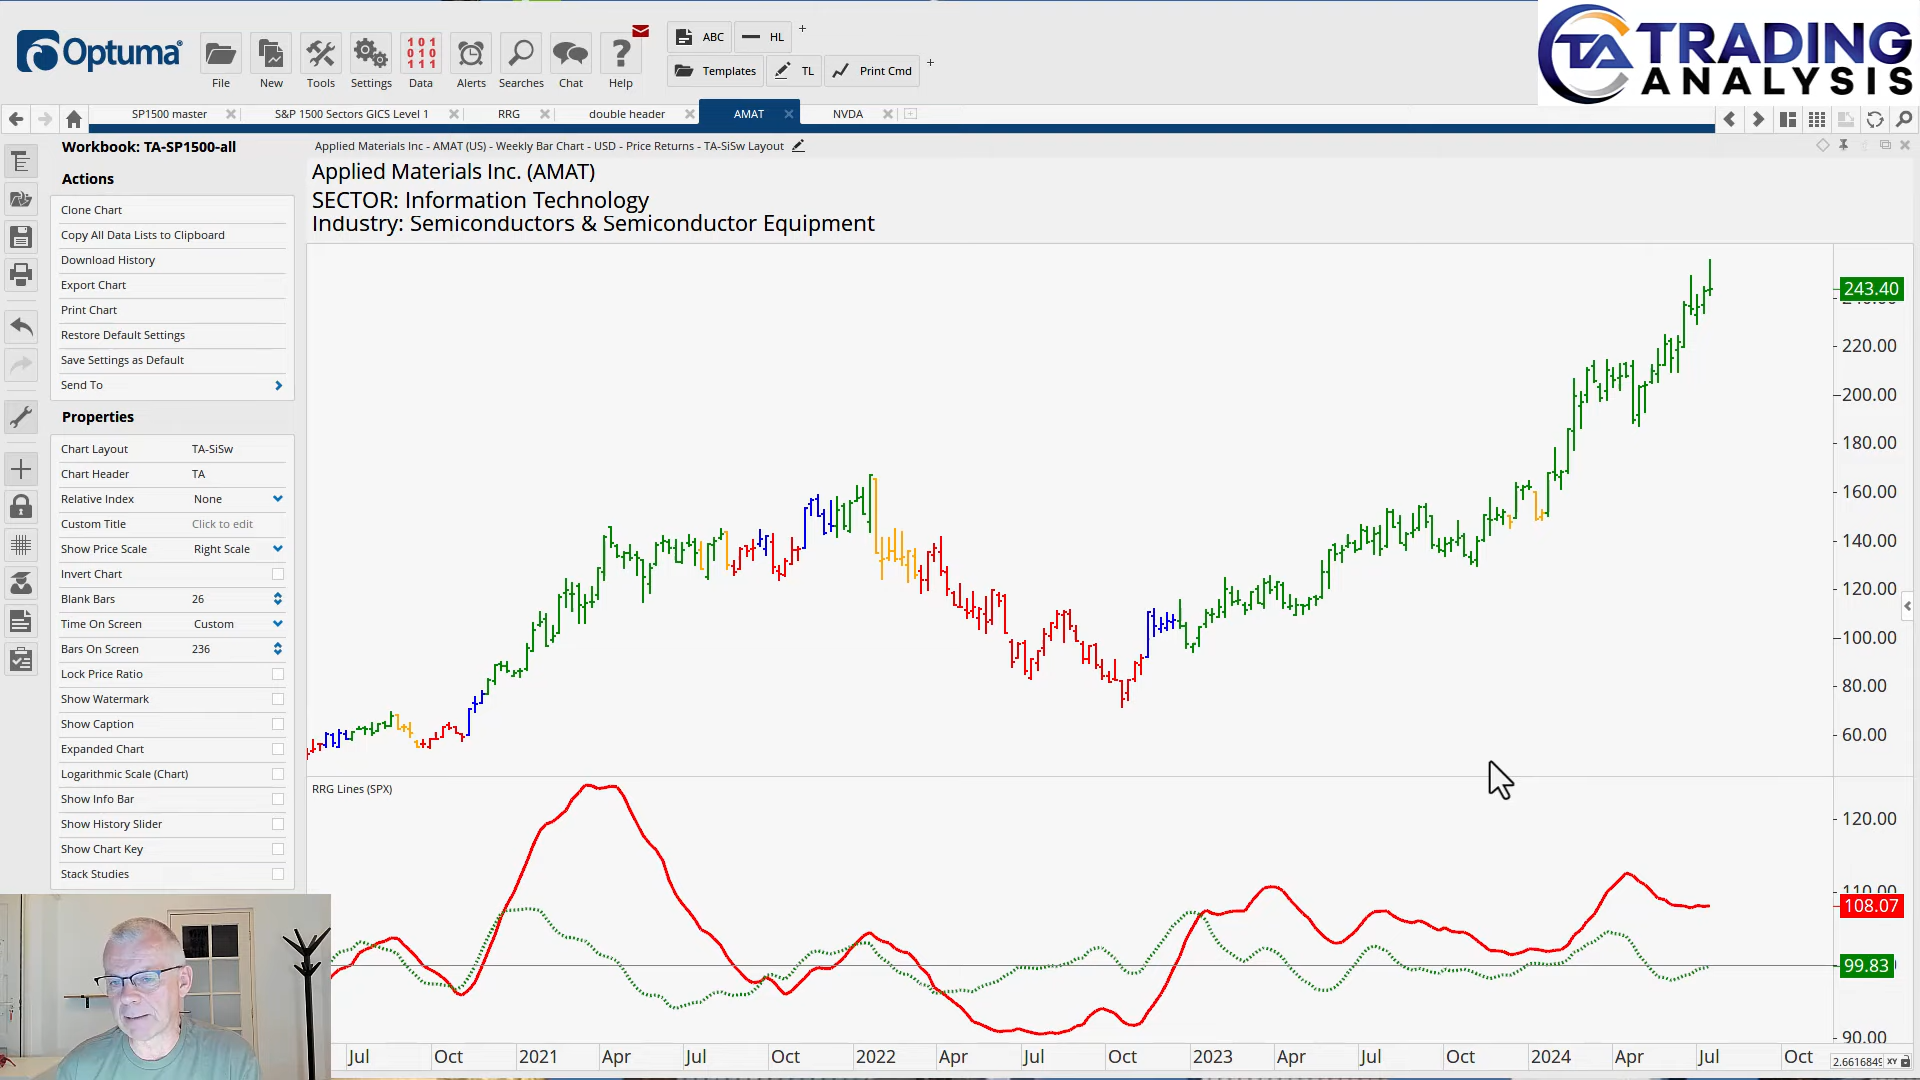 Optuma
File
New
Tools
Settings
101
010
111
Data
Alerts
Searches
Chat
?
Help
ABC
HL
+
Templates
TL
Print Cmd
+
TA TRADING
ANALYSIS
SP1500 master
S&P 1500 Sectors GICS Level 1
RRG
double header
AMAT
NVDA
Workbook: TA-SP1500-all
Applied Materials Inc - AMAT (US) - Weekly Bar Chart - USD - Price Returns - TA-SiSw Layout
Actions
Clone Chart
Copy All Data Lists to Clipboard
Download History
Export Chart
Print Chart
Restore Default Settings
Save Settings as Default
Send To
Properties
Chart Layout TA-SiSw
Chart Header TA
Relative Index None
Custom Title Click to edit
Show Price Scale Right Scale
Invert Chart
Blank Bars 26
Time On Screen Custom
Bars On Screen 236
Lock Price Ratio
Show Watermark
Show Caption
Expanded Chart
Logarithmic Scale (Chart)
Show Info Bar
Show History Slider
Show Chart Key
Stack Studies
Applied Materials Inc. (AMAT)
SECTOR: Information Technology
Industry: Semiconductors & Semiconductor Equipment
243.40
220.00
200.00
180.00
160.00
140.00
120.00
100.00
80.00
60.00
RRG Lines (SPX)
120.00
110.00
108.07
99.83
90.00
Jul Oct 2021 Apr Jul Oct 2022 Apr Jul Oct 2023 Apr Jul Oct 2024 Apr Jul Oct
2.6616849 XY